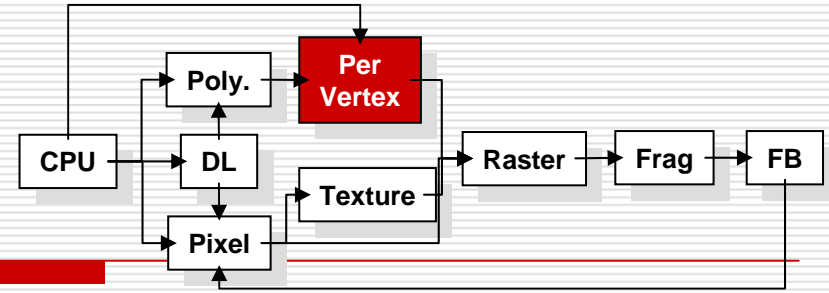 Per
Vertex
Poly.
CPU
DL
Texture
Raster
Frag
FB
Pixel